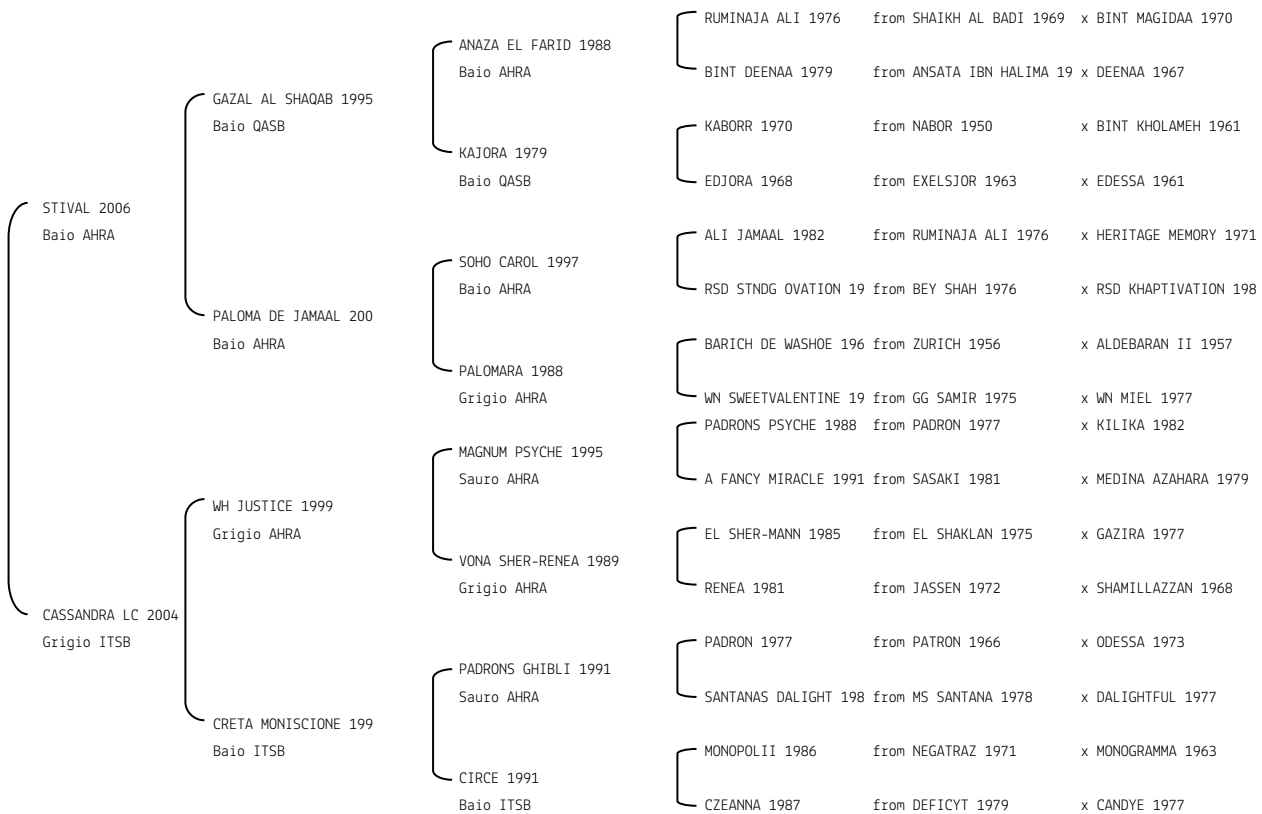 RUMINAJA ALI 1976 from SHAIKH AL BADI 1969 x BINT MAGIDAA 1970
ANAZA EL FARID 1988
Baio AHRA BINT DEENAA 1979 from ANSATA IBN HALIMA 19 x DEENAA 1967
GAZAL AL SHAQAB 1995
Baio QASB KABORR 1970 from NABOR 1950 x BINT KHOLAMEH 1961
KAJORA 1979
Baio QASB EDJORA 1968 from EXELSJOR 1963 x EDESSA 1961
STIVAL 2006
Baio AHRA ALI JAMAAL 1982 from RUMINAJA ALI 1976 x HERITAGE MEMORY 1971
SOHO CAROL 1997
Baio AHRA RSD STNDG OVATION 19 from BEY SHAH 1976 x RSD KHAPTIVATION 198
PALOMA DE JAMAAL 200
Baio AHRA BARICH DE WASHOE 196 from ZURICH 1956 x ALDEBARAN II 1957
PALOMARA 1988
Grigio AHRA WN SWEETVALENTINE 19 from GG SAMIR 1975 x WN MIEL 1977
PADRONS PSYCHE 1988 from PADRON 1977 x KILIKA 1982
MAGNUM PSYCHE 1995
Sauro AHRA A FANCY MIRACLE 1991 from SASAKI 1981 x MEDINA AZAHARA 1979
WH JUSTICE 1999
Grigio AHRA EL SHER-MANN 1985 from EL SHAKLAN 1975 x GAZIRA 1977
VONA SHER-RENEA 1989
Grigio AHRA RENEA 1981 from JASSEN 1972 x SHAMILLAZZAN 1968
CASSANDRA LC 2004
Grigio ITSB PADRON 1977 from PATRON 1966 x ODESSA 1973
PADRONS GHIBLI 1991
Sauro AHRA SANTANAS DALIGHT 198 from MS SANTANA 1978 x DALIGHTFUL 1977
CRETA MONISCIONE 199
Baio ITSB MONOPOLII 1986 from NEGATRAZ 1971 x MONOGRAMMA 1963
CIRCE 1991
Baio ITSB CZEANNA 1987 from DEFICYT 1979 x CANDYE 1977